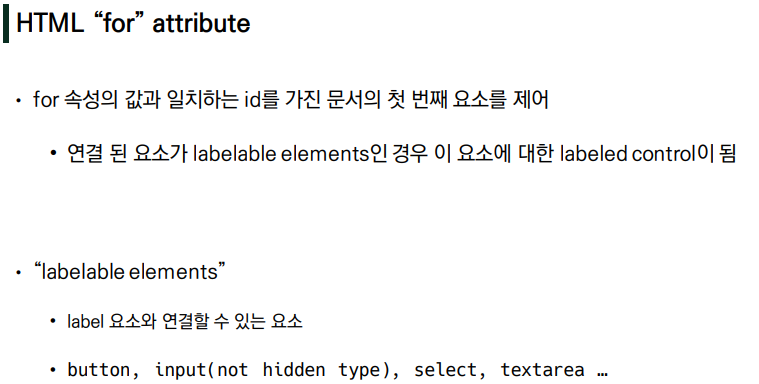 HTML “for” attribute
• for 속성의 값과 일치하는 id를 가진 문서의 첫 번째 요소를 제어
• 연결 된 요소가 labelable elements인 경우 이 요소에 대한 labeled control이 됨
• “labelable elements”
• label 요소와 연결할 수 있는 요소
• button, input(not hidden type), select, textarea …